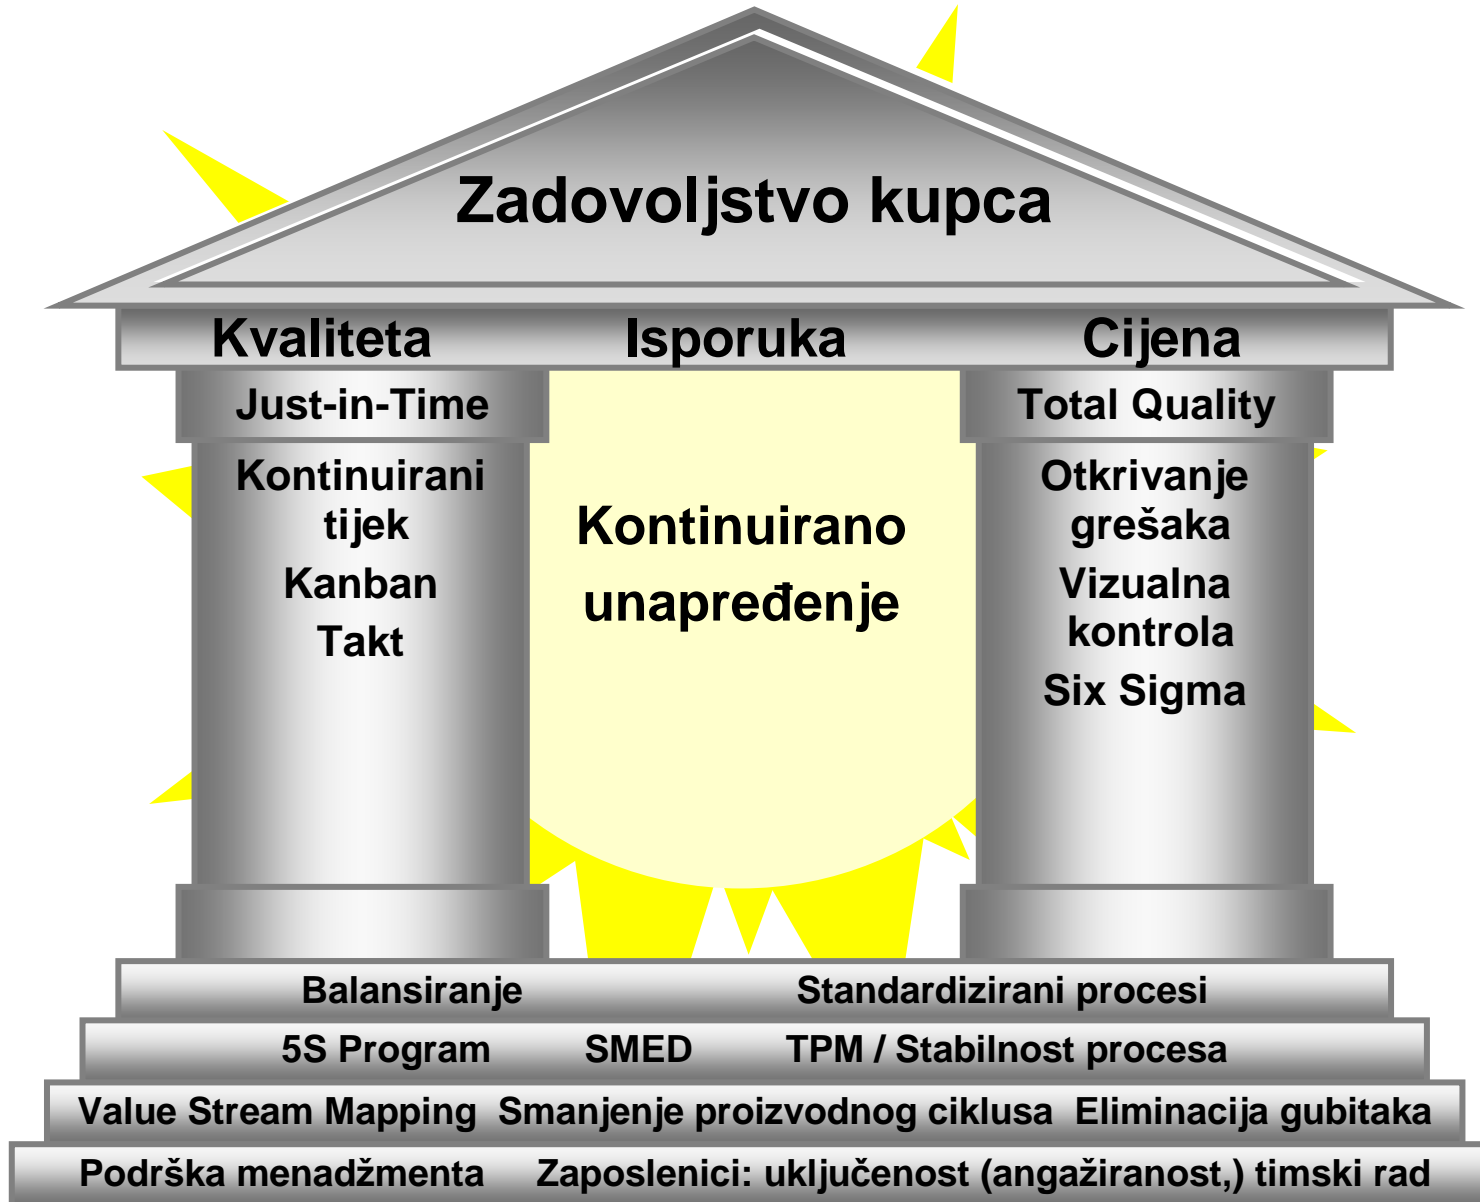 Zadovoljstvo kupca
Kvaliteta Isporuka Cijena
Just-in-Time
Kontinuirani
tijek
Kanban
Takt
Kontinuirano
unapređenje
Total Quality
Otkrivanje
grešaka
Vizualna
kontrola
Six Sigma
Balansiranje Standardizirani procesi
5S Program SMED TPM / Stabilnost procesa
Value Stream Mapping Smanjenje proizvodnog ciklusa Eliminacija gubitaka
Podrška menadžmenta Zaposlenici: uključenost (angažiranost,) timski rad